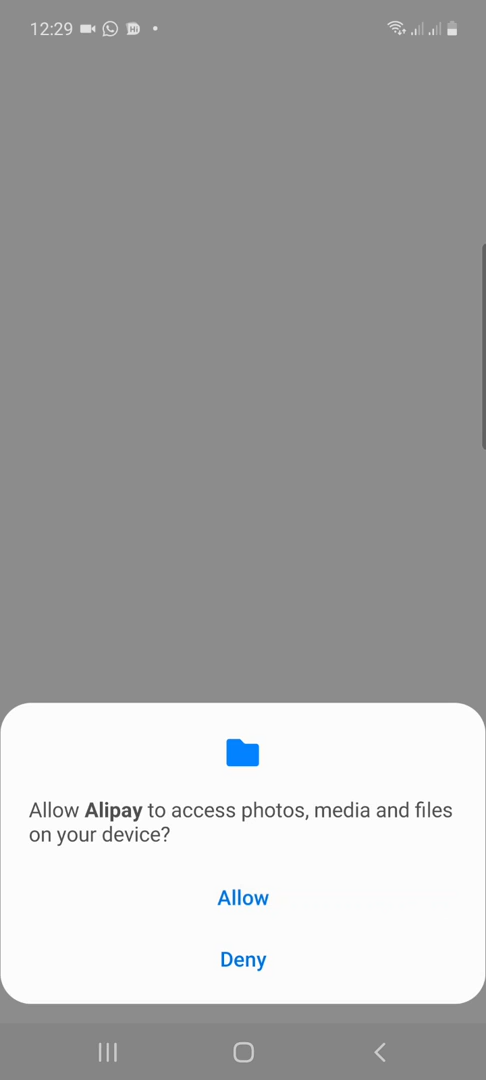 12:29
Allow Alipay to access photos, media and files
on your device?
Allow
Deny